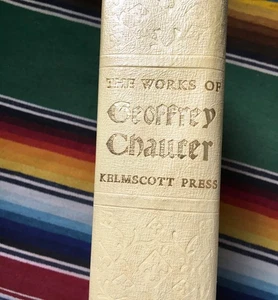 THE WORKS OF
Geoffrey
Chaucer
KELMSCOTT PRESS